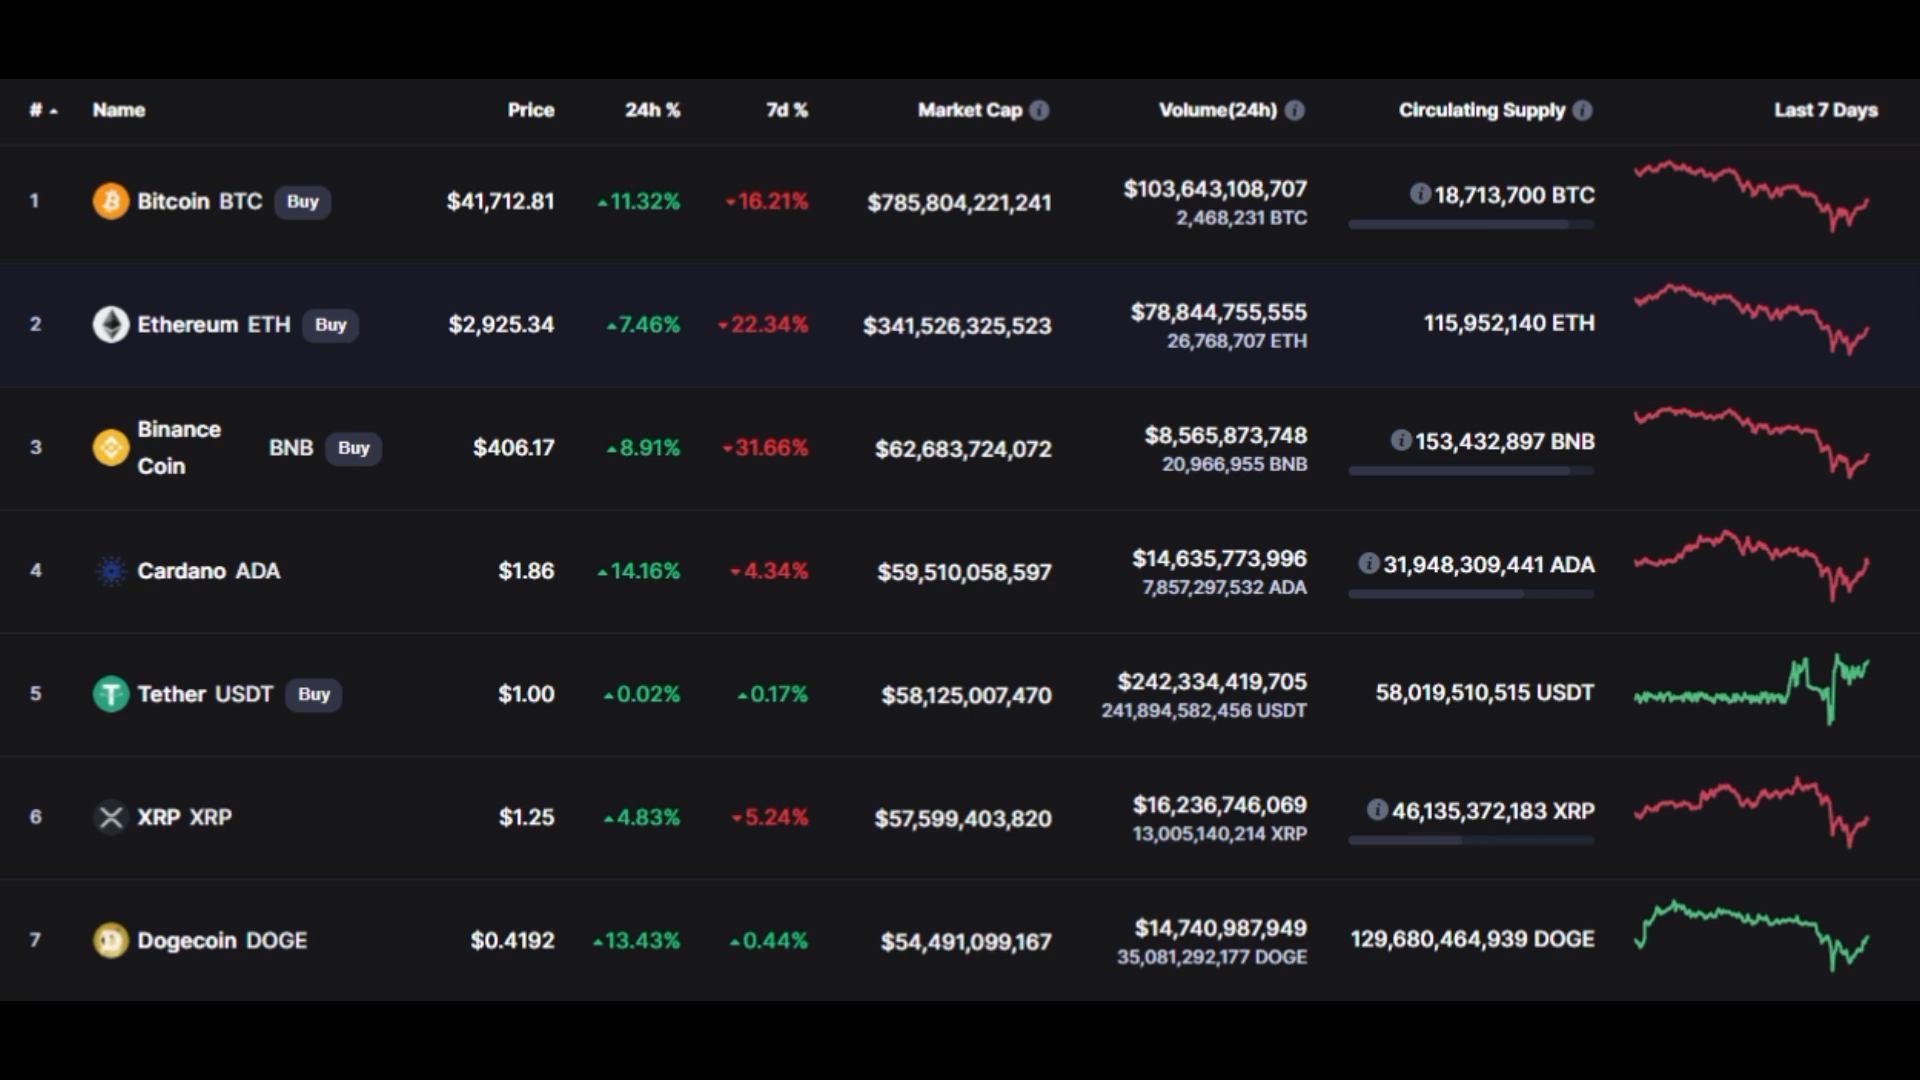 # Name Price 24h % 7d % Market Cap Volume(24h) Circulating Supply Last 7 Days
1 Bitcoin BTC Buy $41,712.81 11.32% 16.21% $785,804,221,241 $103,643,108,707 18,713,700 BTC
2,468,231 BTC
2 Ethereum ETH Buy $2,925.34 7.46% 22.34% $341,526,325,523 $78,844,755,555 115,952,140 ETH
26,768,707 ETH
3 Binance Coin BNB Buy $406.17 8.91% 31.66% $62,683,724,072 $8,565,873,748 153,432,897 BNB
20,966,955 BNB
4 Cardano ADA $1.86 14.16% 4.34% $59,510,058,597 $14,635,773,996 31,948,309,441 ADA
7,857,297,532 ADA
5 Tether USDT Buy $1.00 0.02% 0.17% $58,125,007,470 $242,334,419,705 58,019,510,515 USDT
241,894,582,456 USDT
6 XRP XRP $1.25 4.83% 5.24% $57,599,403,820 $16,236,746,069 46,135,372,183 XRP
13,005,140,214 XRP
7 Dogecoin DOGE $0.4192 13.43% 0.44% $54,491,099,167 $14,740,987,949 129,680,464,939 DOGE
35,081,292,177 DOGE